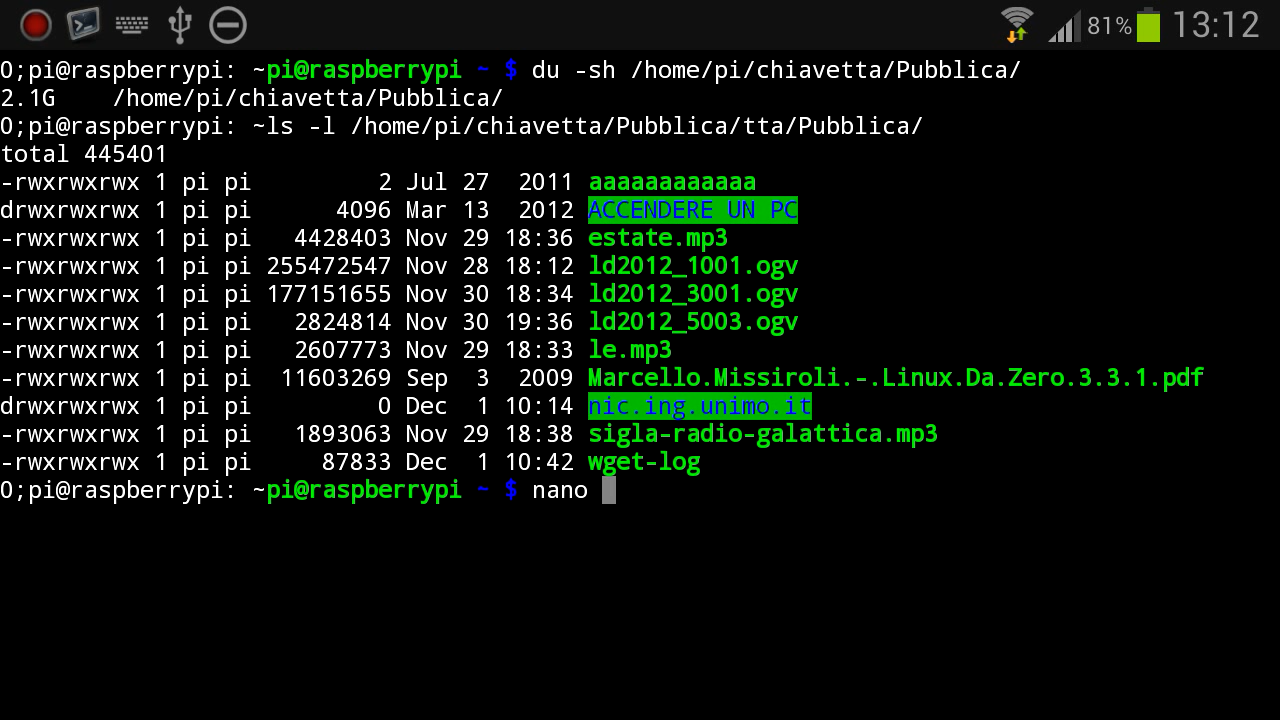 81% 13:12
0;pi@raspberrypi: ~pi@raspberrypi ~ $ du -sh /home/pi/chiavetta/Pubblica/
2.1G    /home/pi/chiavetta/Pubblica/
0;pi@raspberrypi: ~ls -l /home/pi/chiavetta/Pubblica/tta/Pubblica/
total 445401
-rwxrwxrwx 1 pi pi         2 Jul 27  2011 aaaaaaaaaaaa
drwxrwxrwx 1 pi pi      4096 Mar 13  2012 ACCENDERE UN PC
-rwxrwxrwx 1 pi pi   4428403 Nov 29 18:36 estate.mp3
-rwxrwxrwx 1 pi pi 255472547 Nov 28 18:12 ld2012_1001.ogv
-rwxrwxrwx 1 pi pi 177151655 Nov 30 18:34 ld2012_3001.ogv
-rwxrwxrwx 1 pi pi   2824814 Nov 30 19:36 ld2012_5003.ogv
-rwxrwxrwx 1 pi pi   2607773 Nov 29 18:33 le.mp3
-rwxrwxrwx 1 pi pi  11603269 Sep  3  2009 Marcello.Missiroli.-.Linux.Da.Zero.3.3.1.pdf
drwxrwxrwx 1 pi pi         0 Dec  1 10:14 nic.ing.unimo.it
-rwxrwxrwx 1 pi pi   1893063 Nov 29 18:38 sigla-radio-galattica.mp3
-rwxrwxrwx 1 pi pi     87833 Dec  1 10:42 wget-log
0;pi@raspberrypi: ~pi@raspberrypi ~ $ nano